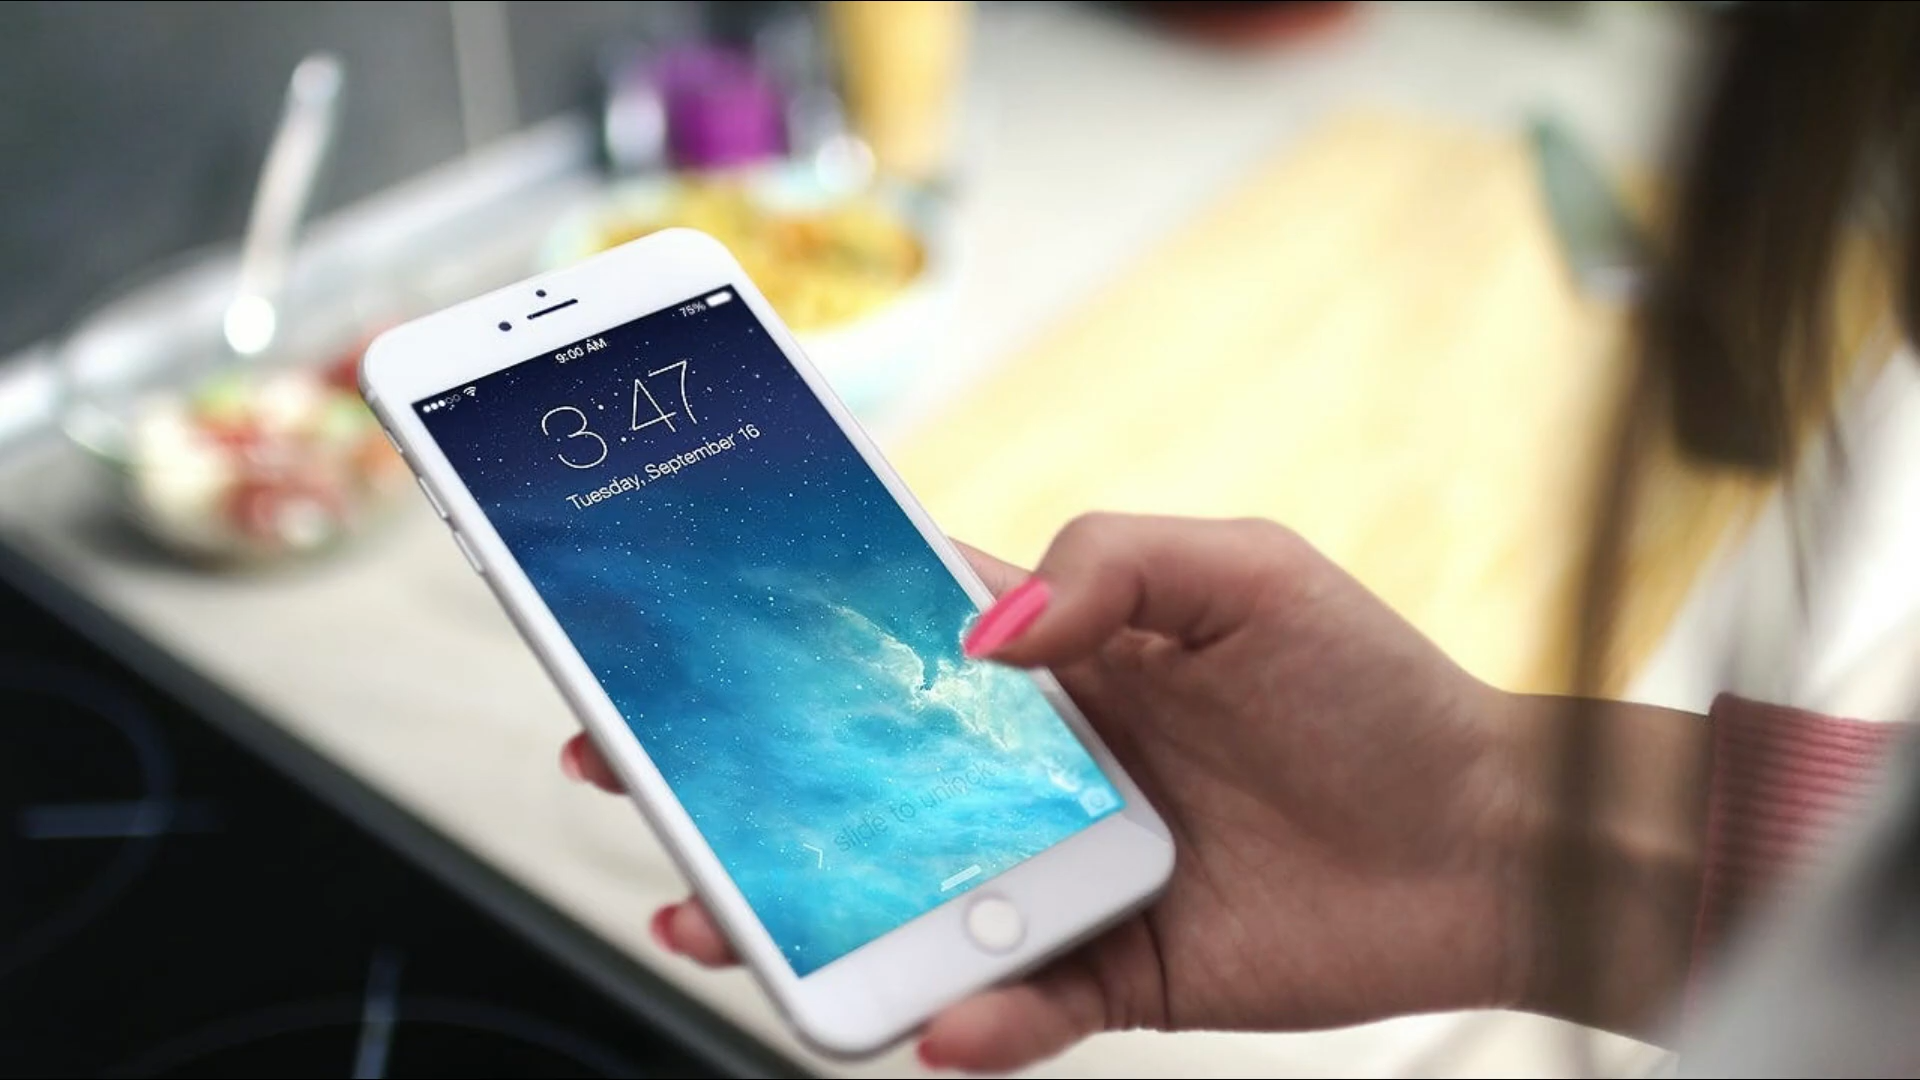 9:00 AM
75%
3:47
Tuesday, September 16
slide to unlock